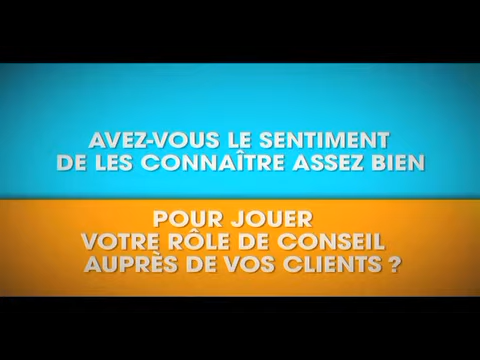 AVEZ-VOUS LE SENTIMENT
DE LES CONNAÎTRE ASSEZ BIEN
POUR JOUER
VOTRE RÔLE DE CONSEIL
AUPRÈS DE VOS CLIENTS ?